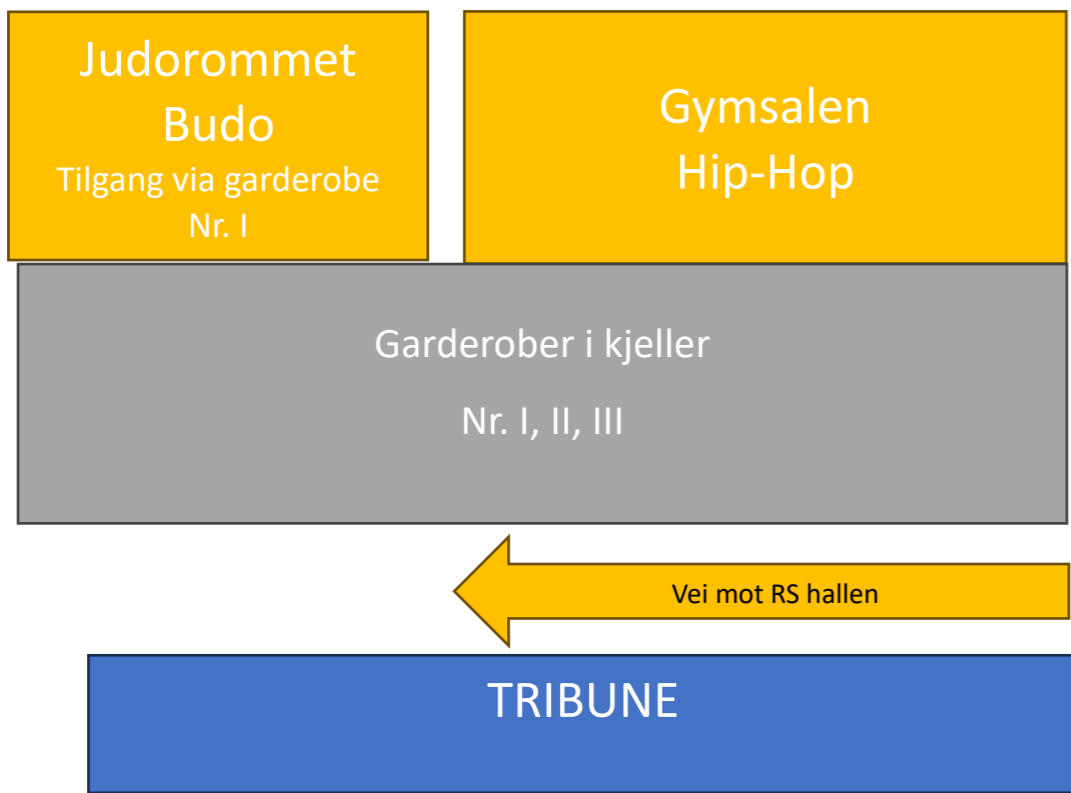 Judorommet
Budo
Tilgang via garderobe
Nr. I
Gymsalen
Hip-Hop
Garderober i kjeller
Nr. I, II, III
Vei mot RS hallen
TRIBUNE